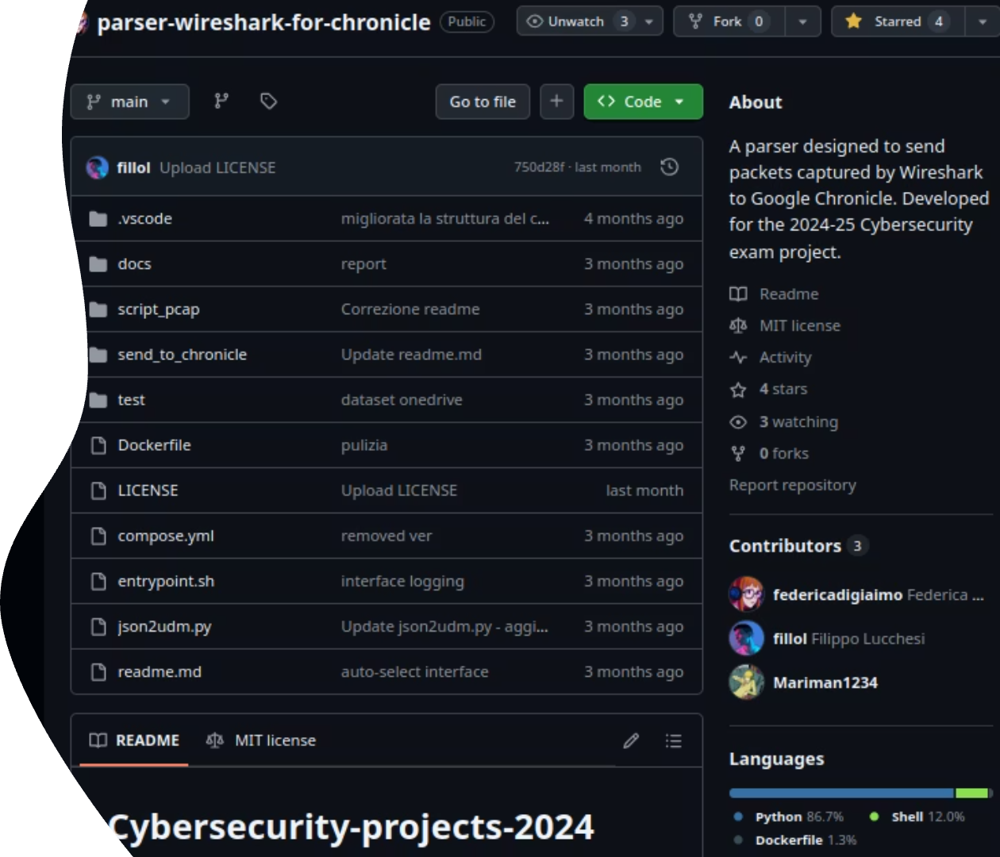 parser-wireshark-for-chronicle Public Unwatch 3 Fork 0 Starred 4
main Go to file Code
fillol Upload LICENSE 750d28f · last month
.vscode migliorata la struttura del c... 4 months ago
docs report 3 months ago
script_pcap Correzione readme 3 months ago
send_to_chronicle Update readme.md 3 months ago
test dataset onedrive 3 months ago
Dockerfile pulizia 3 months ago
LICENSE Upload LICENSE last month
compose.yml removed ver 3 months ago
entrypoint.sh interface logging 3 months ago
json2udm.py Update json2udm.py - aggi... 3 months ago
readme.md auto-select interface 3 months ago
README MIT license
Cybersecurity-projects-2024
About
A parser designed to send
packets captured by Wireshark
to Google Chronicle. Developed
for the 2024-25 Cybersecurity
exam project.
Readme
MIT license
Activity
4 stars
3 watching
0 forks
Report repository
Contributors 3
federicadigiaimo Federica ...
fillol Filippo Lucchesi
Mariman1234
Languages
Python 86.7% Shell 12.0%
Dockerfile 1.3%